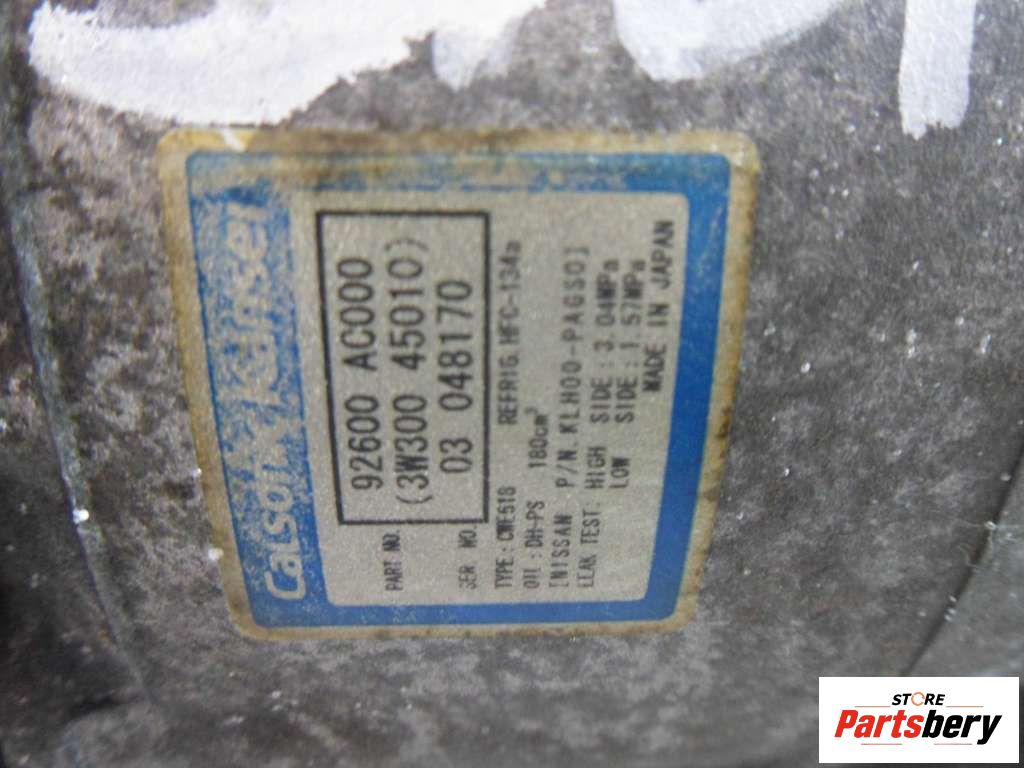 Calsonic Kansei
PART NO. 92600 AC000
(3W300 45010)
SER NO. 03 048170
TYPE : CWE618 REFRIG. HFC-134a
OIL : DH-PS 180cm³
[NISSAN P/N. KLH00-PAGS0]
LEAK TEST. HIGH SIDE : 3.04MPa
LOW SIDE : 1.57MPa
MADE IN JAPAN
STORE
Partsbery